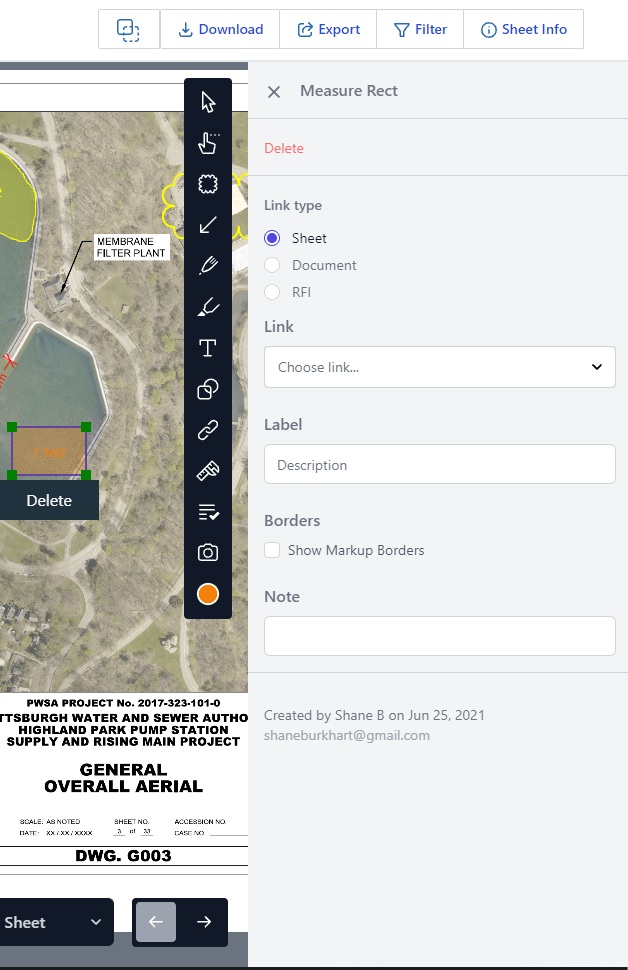 Download
Export
Filter
Sheet Info
Measure Rect
Delete
Link type
Sheet
Document
RFI
Link
Choose link...
Label
Description
Borders
Show Markup Borders
Note
Created by Shane B on Jun 25, 2021
shaneburkhart@gmail.com
MEMBRANE
FILTER PLANT
T
Delete
PWSA PROJECT No. 2017-323-101-0
TTSBURGH WATER AND SEWER AUTHO
HIGHLAND PARK PUMP STATION
SUPPLY AND RISING MAIN PROJECT
GENERAL
OVERALL AERIAL
SCALE: AS NOTED SHEET NO. ACCESSION NO.
DATE: XX / XX / XXXX 3 of 33 CASE NO.
DWG. G003
Sheet